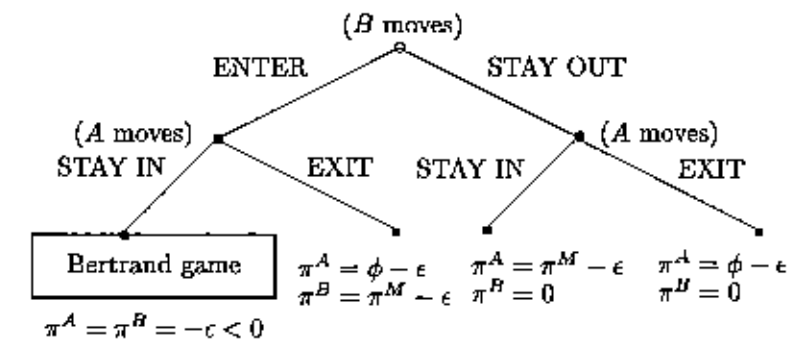 (B moves)
ENTER
STAY OUT
(A moves)
(A moves)
STAY IN
EXIT
STAY IN
EXIT
Bertrand game
π^A = ϕ − ϵ
π^B = π^M − ϵ
π^A = π^M − ϵ
π^B = 0
π^A = ϕ − ϵ
π^B = 0
π^A = π^B = −ϵ < 0